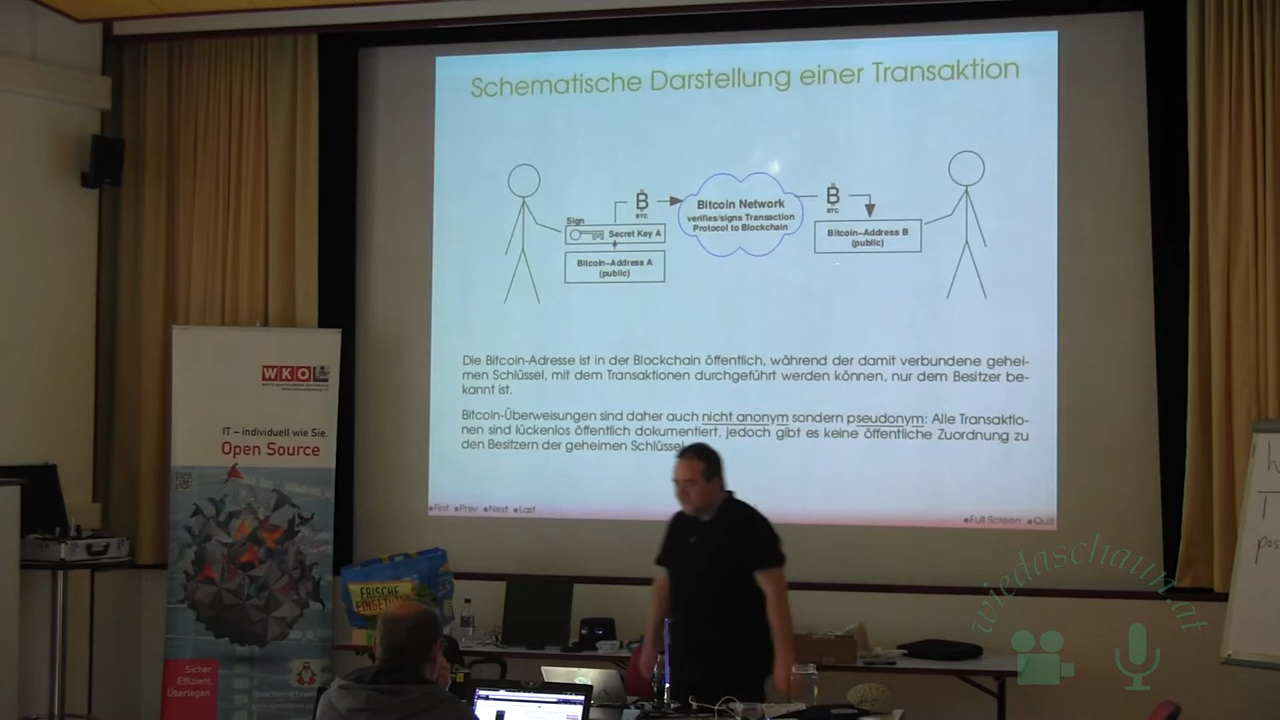 Schematische Darstellung einer Transaktion
Sign
Secret Key A
Bitcoin-Address A
(public)
BTC
Bitcoin Network
verifies/signs Transaction
Protocol to Blockchain
BTC
Bitcoin-Address B
(public)
Die Bitcoin-Adresse ist in der Blockchain öffentlich, während der damit verbundene gehei-
men Schlüssel, mit dem Transaktionen durchgeführt werden können, nur dem Besitzer be-
kannt ist.
Bitcoin-Überweisungen sind daher auch nicht anonym sondern pseudonym: Alle Transaktio-
nen sind lückenlos öffentlich dokumentiert, jedoch gibt es keine öffentliche Zuordnung zu
den Besitzern der geheimen Schlüssel
First Prev Next Last
Full Screen Quit
WKO
IT – individuell wie Sie.
Open Source
Sicher.
Effizient.
Überlegen.
FRISCHE
wiedaschaun.at